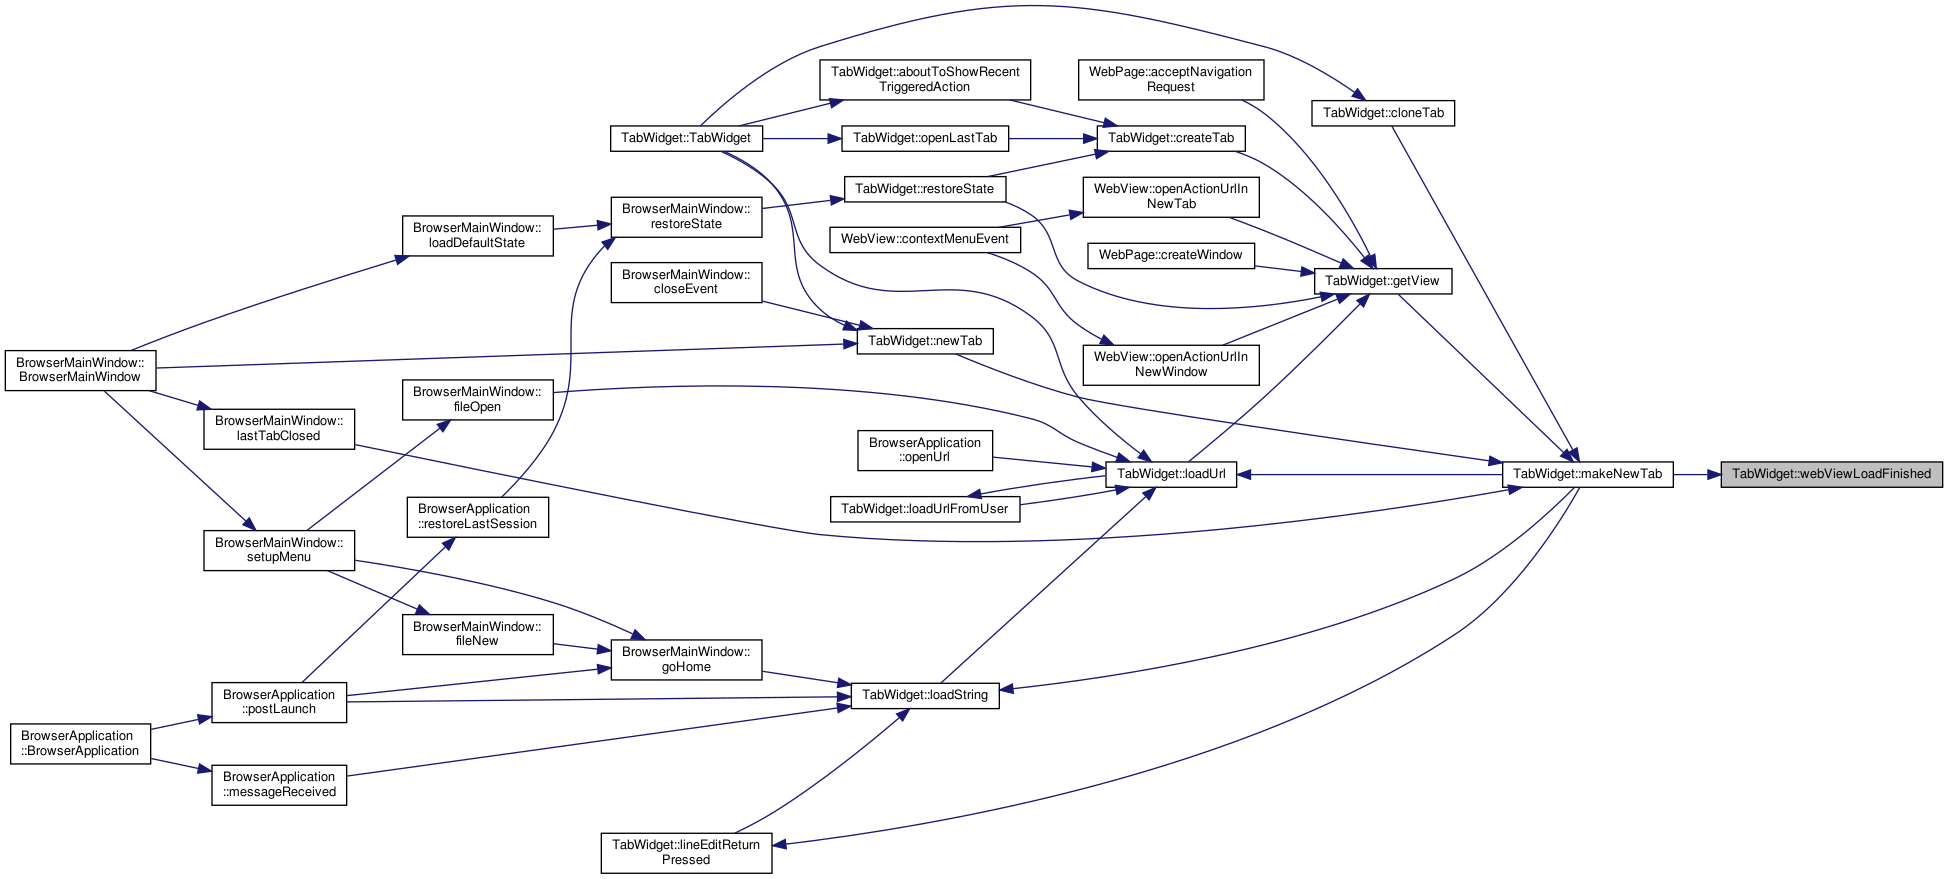 TabWidget::aboutToShowRecent
TriggeredAction
WebPage::acceptNavigation
Request
TabWidget::cloneTab
TabWidget::TabWidget
TabWidget::openLastTab
TabWidget::createTab
TabWidget::restoreState
WebView::openActionUrlIn
NewTab
BrowserMainWindow::
restoreState
BrowserMainWindow::
loadDefaultState
WebView::contextMenuEvent
WebPage::createWindow
BrowserMainWindow::
closeEvent
TabWidget::getView
TabWidget::newTab
BrowserMainWindow::
BrowserMainWindow
WebView::openActionUrlIn
NewWindow
BrowserMainWindow::
fileOpen
BrowserMainWindow::
lastTabClosed
BrowserApplication
::openUrl
TabWidget::loadUrl
TabWidget::makeNewTab
TabWidget::webViewLoadFinished
TabWidget::loadUrlFromUser
BrowserApplication
::restoreLastSession
BrowserMainWindow::
setupMenu
BrowserMainWindow::
fileNew
BrowserMainWindow::
goHome
BrowserApplication
::postLaunch
TabWidget::loadString
BrowserApplication
::BrowserApplication
BrowserApplication
::messageReceived
TabWidget::lineEditReturn
Pressed